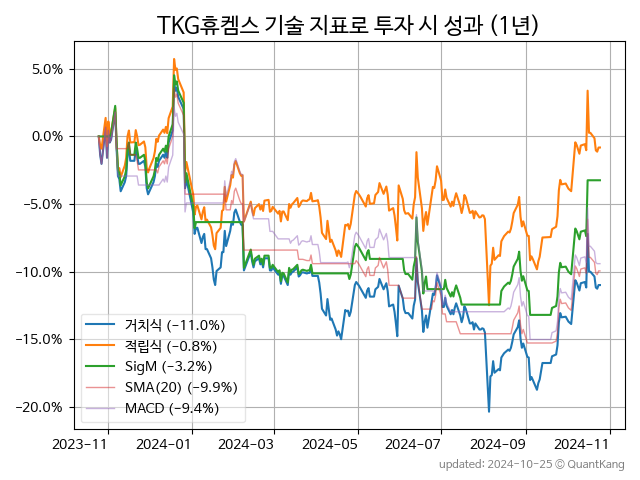 TKG휴켐스 기술 지표로 투자 시 성과 (1년)
5.0%
0.0%
−5.0%
−10.0%
−15.0%
−20.0%
거치식 (−11.0%)
적립식 (−0.8%)
SigM (−3.2%)
SMA(20) (−9.9%)
MACD (−9.4%)
2023−11 2024−01 2024−03 2024−05 2024−07 2024−09 2024−11
updated: 2024-10-25 © QuantKang